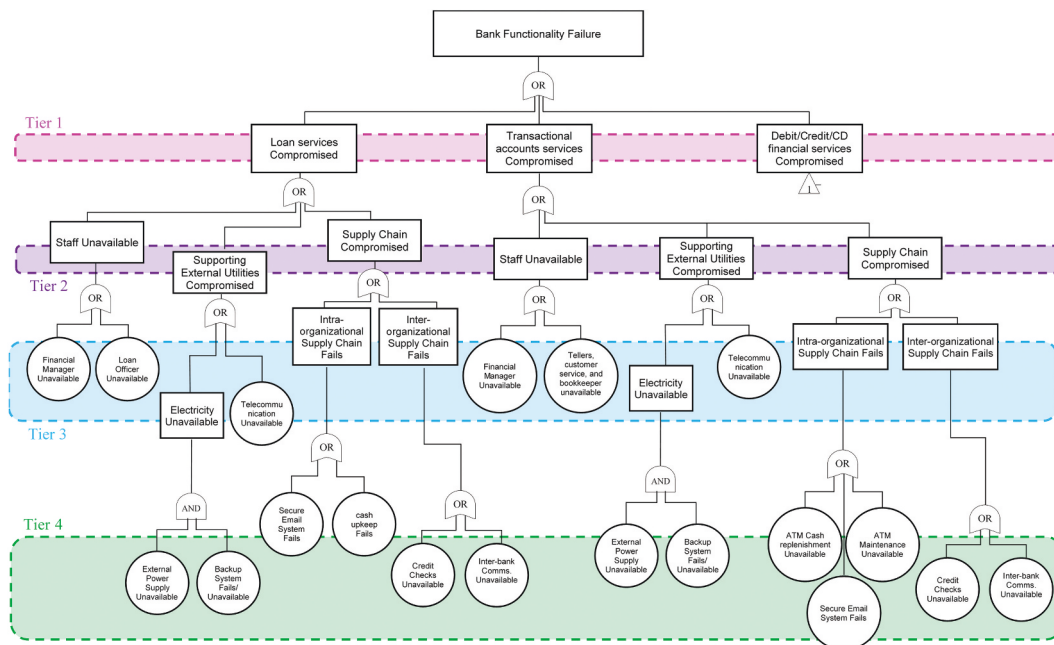 Bank Functionality Failure
OR
Tier 1
Loan services
Compromised
Transactional
accounts services
Compromised
Debit/Credit/CD
financial services
Compromised
1
OR
OR
Tier 2
Staff Unavailable
Supporting
External Utilities
Compromised
Supply Chain
Compromised
Staff Unavailable
Supporting
External Utilities
Compromised
Supply Chain
Compromised
OR
OR
OR
OR
OR
OR
Tier 3
Financial
Manager
Unavailable
Loan
Officer
Unavailable
Electricity
Unavailable
Telecommu
nication
Unavailable
Intra-
organizational
Supply Chain
Fails
Inter-
organizational
Supply Chain
Fails
Financial
Manager
Unavailable
Tellers,
customer
service, and
bookkeeper
unavailable
Electricity
Unavailable
Telecommu
nication
Unavailable
Intra-organizational
Supply Chain Fails
Inter-organizational
Supply Chain Fails
AND
OR
OR
AND
OR
OR
Tier 4
External
Power
Supply
Unavailable
Backup
System
Fails/
Unavailable
Secure
Email
System
Fails
cash
upkeep
Fails
Credit
Checks
Unavailable
Inter-bank
Comms.
Unavailable
External
Power
Supply
Unavailable
Backup
System
Fails/
Unavailable
ATM Cash
replenishment
Unavailable
Secure Email
System Fails
ATM
Maintenance
Unavailable
Credit
Checks
Unavailable
Inter-bank
Comms.
Unavailable